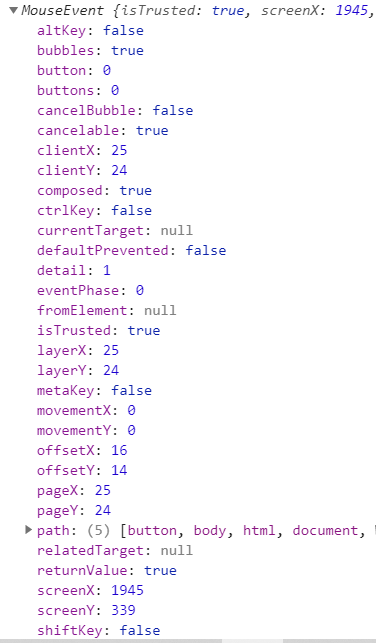 ▼MouseEvent {isTrusted: true, screenX: 1945,
altKey: false
bubbles: true
button: 0
buttons: 0
cancelBubble: false
cancelable: true
clientX: 25
clientY: 24
composed: true
ctrlKey: false
currentTarget: null
defaultPrevented: false
detail: 1
eventPhase: 0
fromElement: null
isTrusted: true
layerX: 25
layerY: 24
metaKey: false
movementX: 0
movementY: 0
offsetX: 16
offsetY: 14
pageX: 25
pageY: 24
▶path: (5) [button, body, html, document,
relatedTarget: null
returnValue: true
screenX: 1945
screenY: 339
shiftKey: false